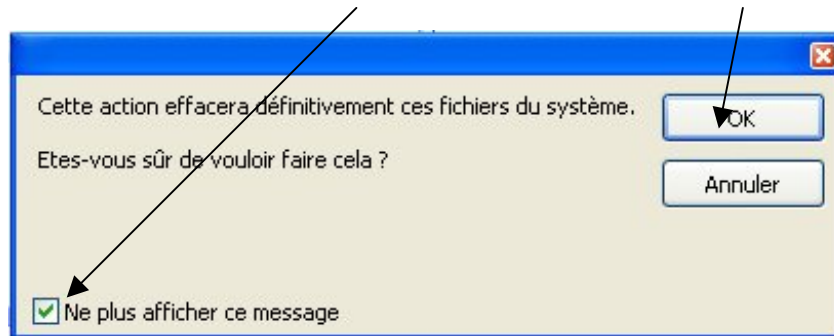 Cette action effacera définitivement ces fichiers du système.
OK
Etes-vous sûr de vouloir faire cela ?
Annuler
Ne plus afficher ce message